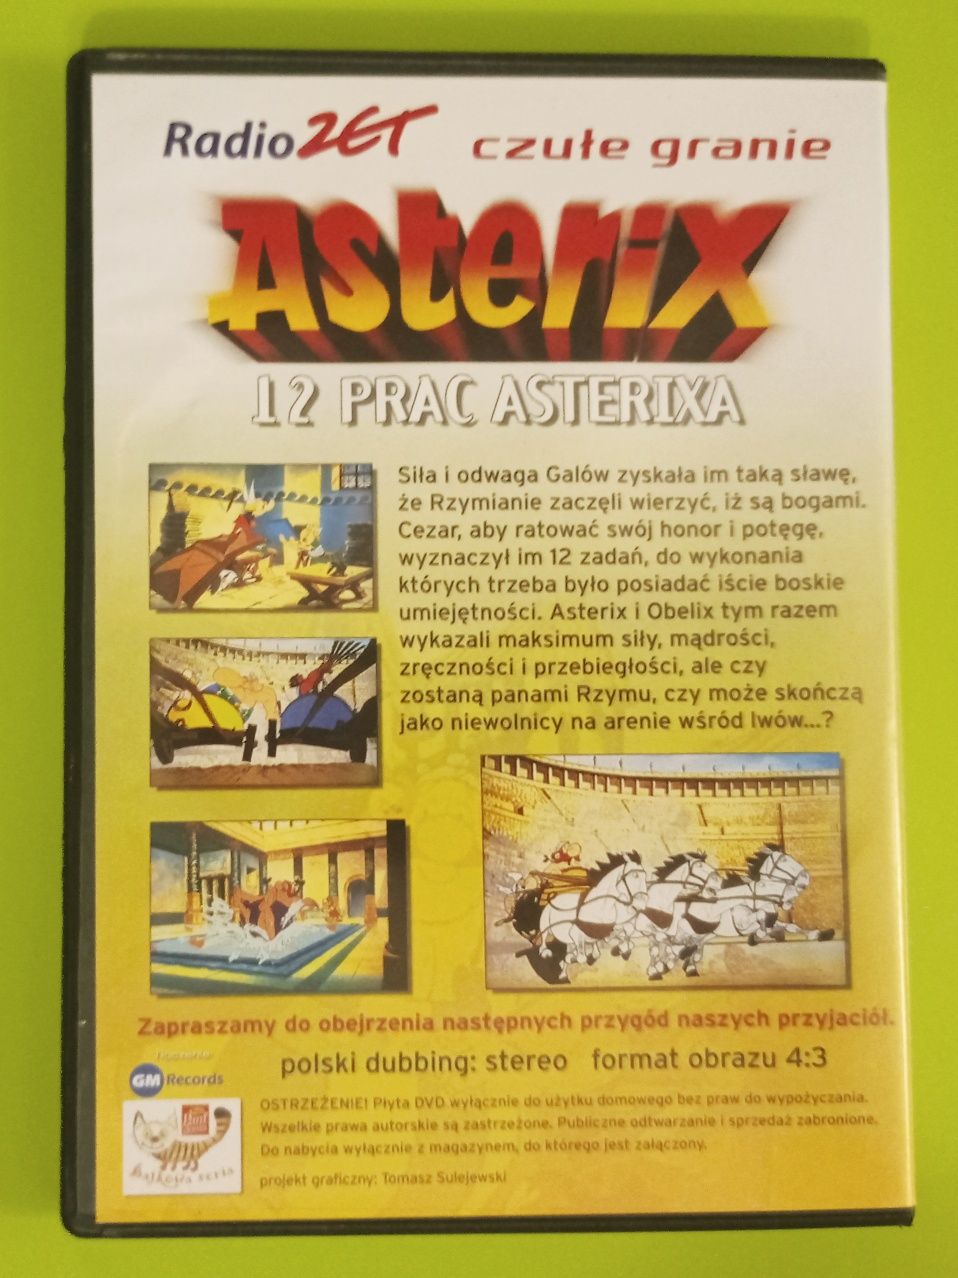 Radio ZET czułe granie
Asterix
12 PRAC ASTERIXA
Siła i odwaga Galów zyskała im taką sławę,
że Rzymianie zaczęli wierzyć, iż są bogami.
Cezar, aby ratować swój honor i potęgę,
wyznaczył im 12 zadań, do wykonania
których trzeba było posiadać iście boskie
umiejętności. Asterix i Obelix tym razem
wykazali maksimum siły, mądrości,
zręczności i przebiegłości, ale czy
zostaną panami Rzymu, czy może skończą
jako niewolnicy na arenie wśród lwów...?
Zapraszamy do obejrzenia następnych przygód naszych przyjaciół.
polski dubbing: stereo format obrazu 4:3
GM Records
OSTRZEŻENIE! Płyta DVD wyłącznie do użytku domowego bez praw do wypożyczania.
Wszelkie prawa autorskie są zastrzeżone. Publiczne odtwarzanie i sprzedaż zabronione.
Do nabycia wyłącznie z magazynem, do którego jest załączony.
projekt graficzny: Tomasz Sulejewski
Bajkowa seria